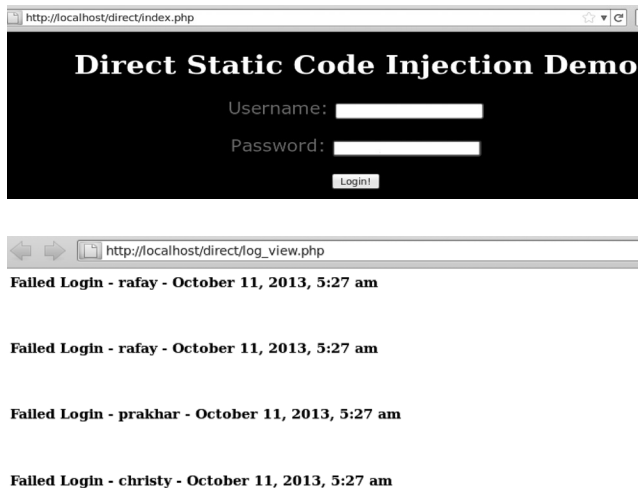 http://localhost/direct/index.php
Direct Static Code Injection Demo
Username:
Password:
Login!
http://localhost/direct/log_view.php
Failed Login - rafay - October 11, 2013, 5:27 am
Failed Login - rafay - October 11, 2013, 5:27 am
Failed Login - prakhar - October 11, 2013, 5:27 am
Failed Login - christy - October 11, 2013, 5:27 am